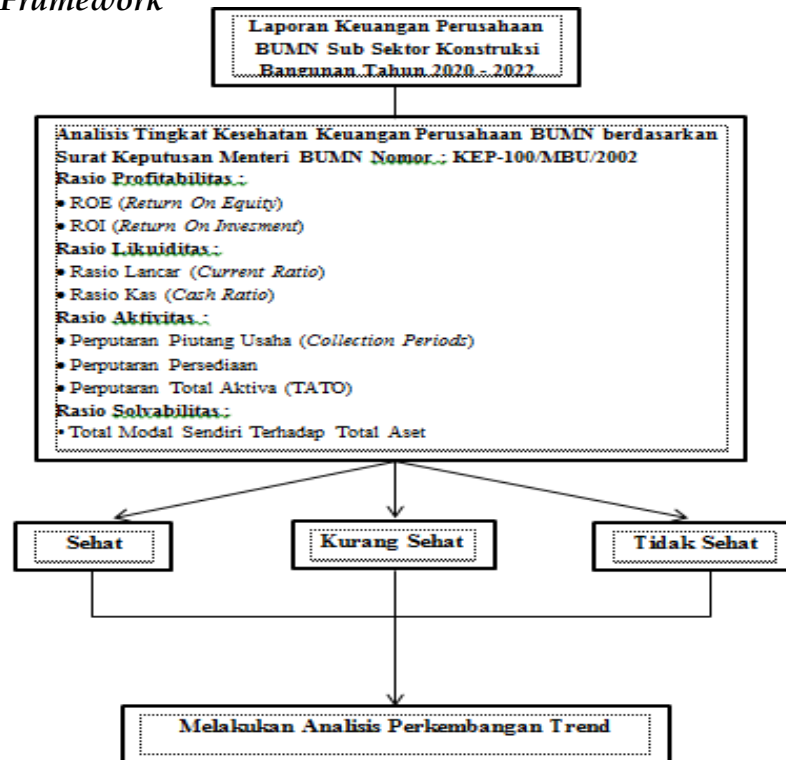 Framework
Laporan Keuangan Perusahaan
BUMN Sub Sektor Konstruksi
Bangunan Tahun 2020 - 2022
Analisis Tingkat Kesehatan Keuangan Perusahaan BUMN berdasarkan
Surat Keputusan Menteri BUMN Nomor : KEP-100/MBU/2002
Rasio Profitabilitas :
• ROE (Return On Equity)
• ROI (Return On Invesment)
Rasio Likuiditas :
• Rasio Lancar (Current Ratio)
• Rasio Kas (Cash Ratio)
Rasio Aktivitas :
• Perputaran Piutang Usaha (Collection Periods)
• Perputaran Persediaan
• Perputaran Total Aktiva (TATO)
Rasio Solvabilitas :
• Total Modal Sendiri Terhadap Total Aset
Sehat
Kurang Sehat
Tidak Sehat
Melakukan Analisis Perkembangan Trend